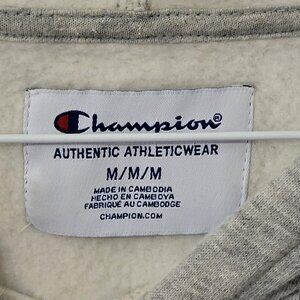 Champion®
AUTHENTIC ATHLETICWEAR
M/M/M
MADE IN CAMBODIA
HECHO EN CAMBOYA
FABRIQUÉ AU CAMBODGE
CHAMPION.COM